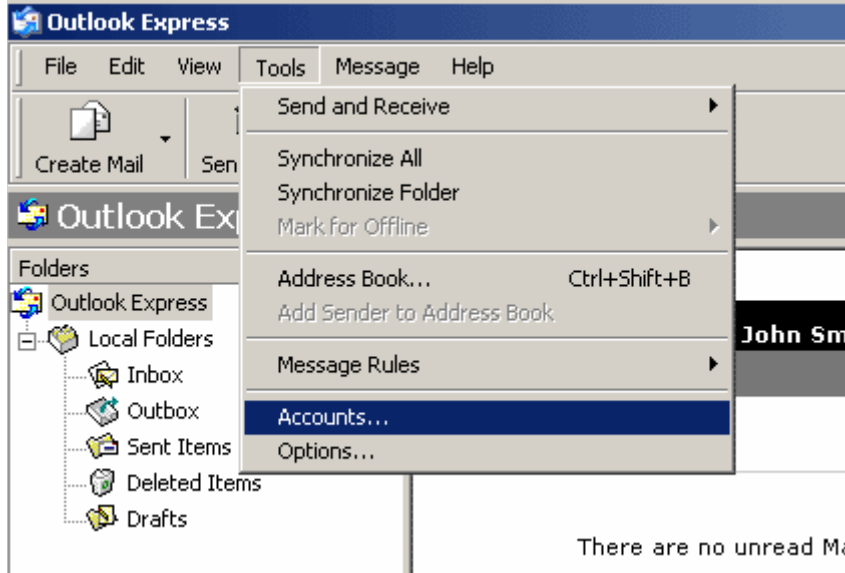 Outlook Express
File Edit View Tools Message Help
Send and Receive
Create Mail
Synchronize All
Synchronize Folder
Mark for Offline
Outlook
Folders
Address Book... Ctrl+Shift+B
Outlook Express
Add Sender to Address Book
Local Folders
John
Message Rules
Inbox
Outbox
Accounts...
Sent Items
Options...
Deleted Items
Drafts
There are no unread